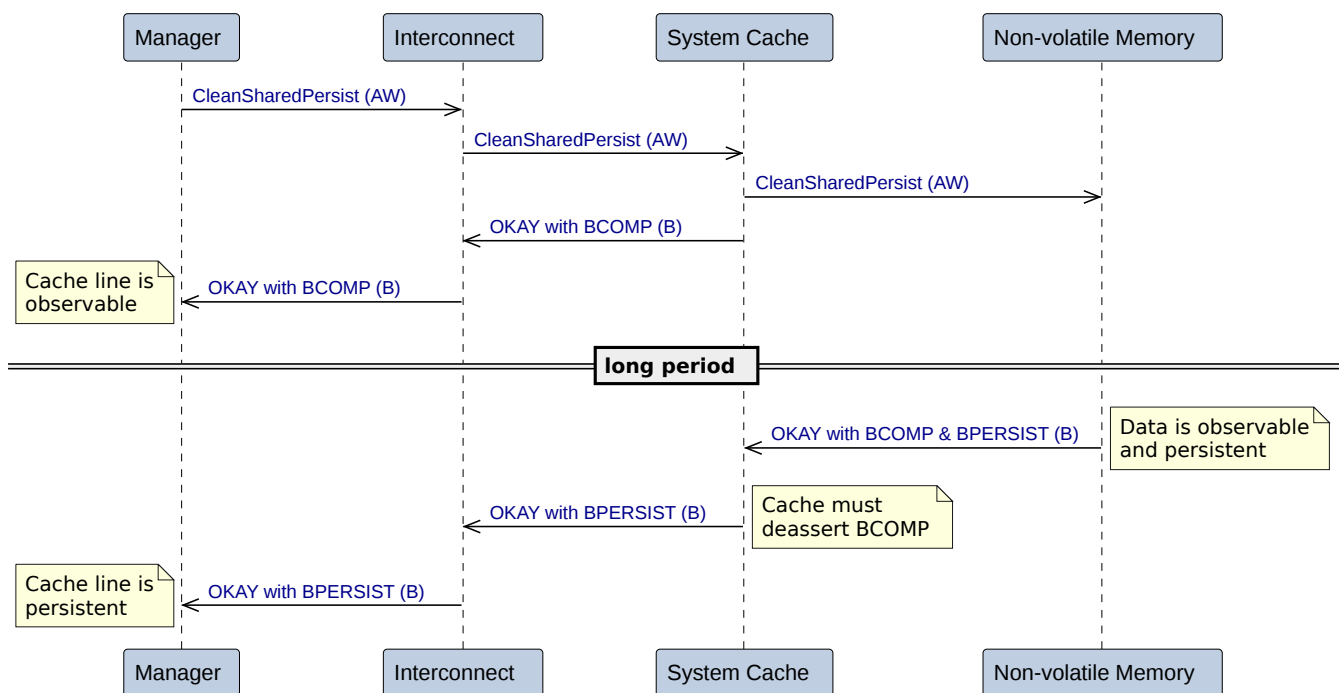 Manager
Interconnect
System Cache
Non-volatile Memory
CleanSharedPersist (AW)
CleanSharedPersist (AW)
CleanSharedPersist (AW)
OKAY with BCOMP (B)
Cache line is
observable
OKAY with BCOMP (B)
long period
OKAY with BCOMP & BPERSIST (B)
Data is observable
and persistent
OKAY with BPERSIST (B)
Cache must
deassert BCOMP
Cache line is
persistent
OKAY with BPERSIST (B)
Manager
Interconnect
System Cache
Non-volatile Memory